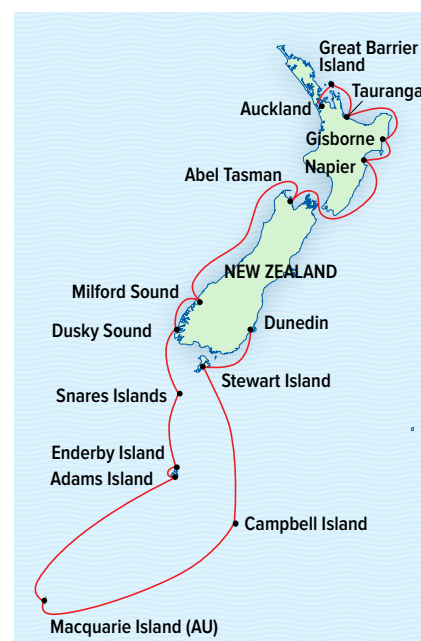 Great Barrier
Island
Tauranga
Auckland
Gisborne
Napier
Abel Tasman
NEW ZEALAND
Milford Sound
Dusky Sound
Dunedin
Stewart Island
Snares Islands
Enderby Island
Adams Island
Campbell Island
Macquarie Island (AU)